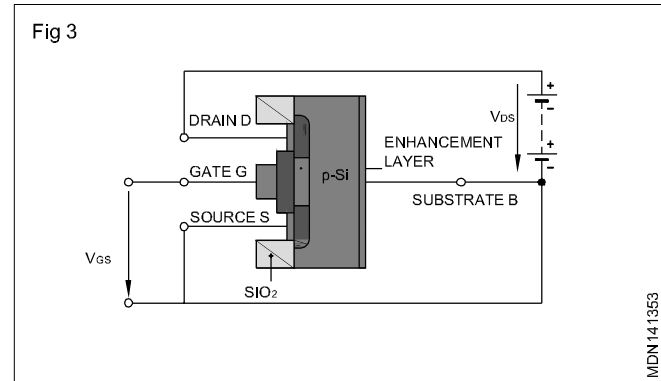 Fig 3
DRAIN D
GATE G
SOURCE S
VGS
SIO2
p-Si
ENHANCEMENT
LAYER
SUBSTRATE B
VDS
+
-
+
-
MDN141353